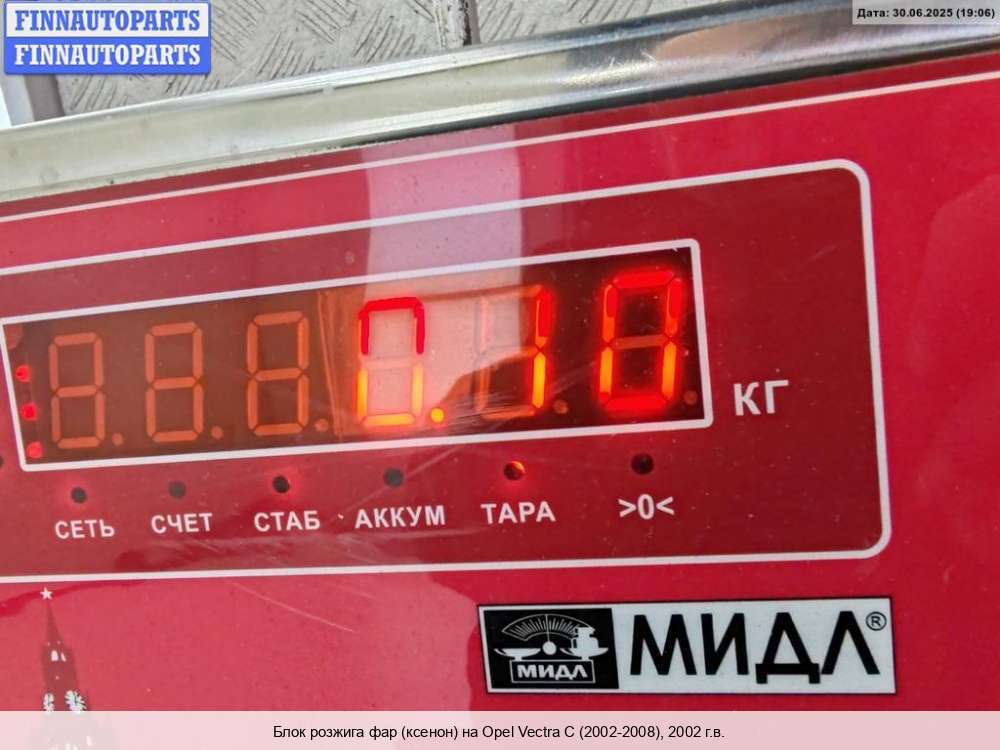 FINNAUTOPARTS
FINNAUTOPARTS
Дата: 30.06.2025 (19:06)
0.10
КГ
СЕТЬ СЧЕТ СТАБ АККУМ ТАРА >0<
МИДЛ МИДЛ®
Блок розжига фар (ксенон) на Opel Vectra C (2002-2008), 2002 г.в.